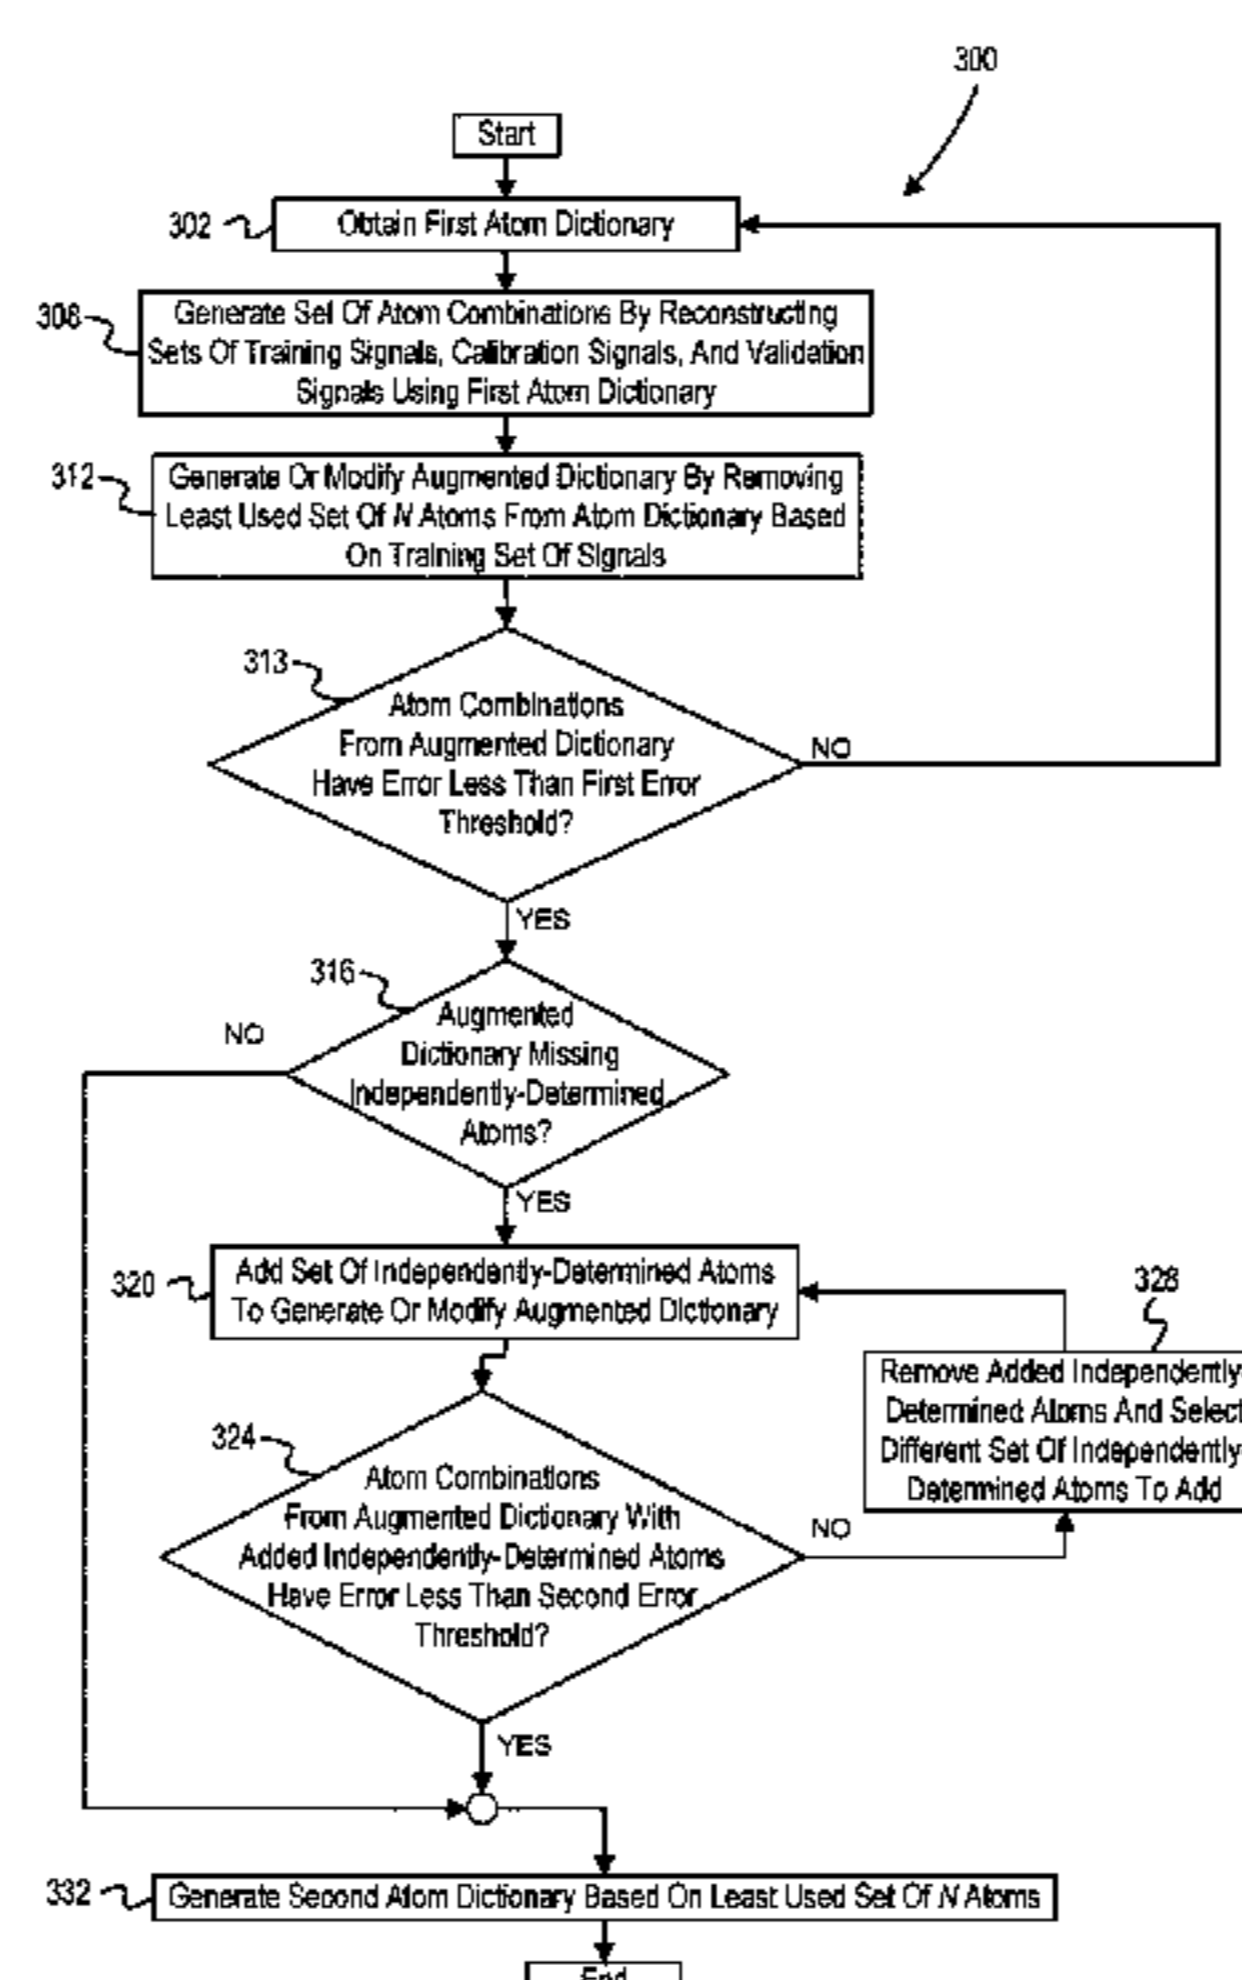 300
Start
302
Obtain First Atom Dictionary
308
Generate Set Of Atom Combinations By Reconstructing
Sets Of Training Signals, Calibration Signals, And Validation
Signals Using First Atom Dictionary
312
Generate Or Modify Augmented Dictionary By Removing
Least Used Set Of N Atoms From Atom Dictionary Based
On Training Set Of Signals
313
Atom Combinations
From Augmented Dictionary
Have Error Less Than First Error
Threshold?
NO
YES
316
Augmented
Dictionary Missing
Independently-Determined
Atoms?
NO
YES
320
Add Set Of Independently-Determined Atoms
To Generate Or Modify Augmented Dictionary
328
Remove Added Independently-
Determined Atoms And Select
Different Set Of Independently-
Determined Atoms To Add
324
Atom Combinations
From Augmented Dictionary With
Added Independently-Determined Atoms
Have Error Less Than Second Error
Threshold?
NO
YES
332
Generate Second Atom Dictionary Based On Least Used Set Of N Atoms
End